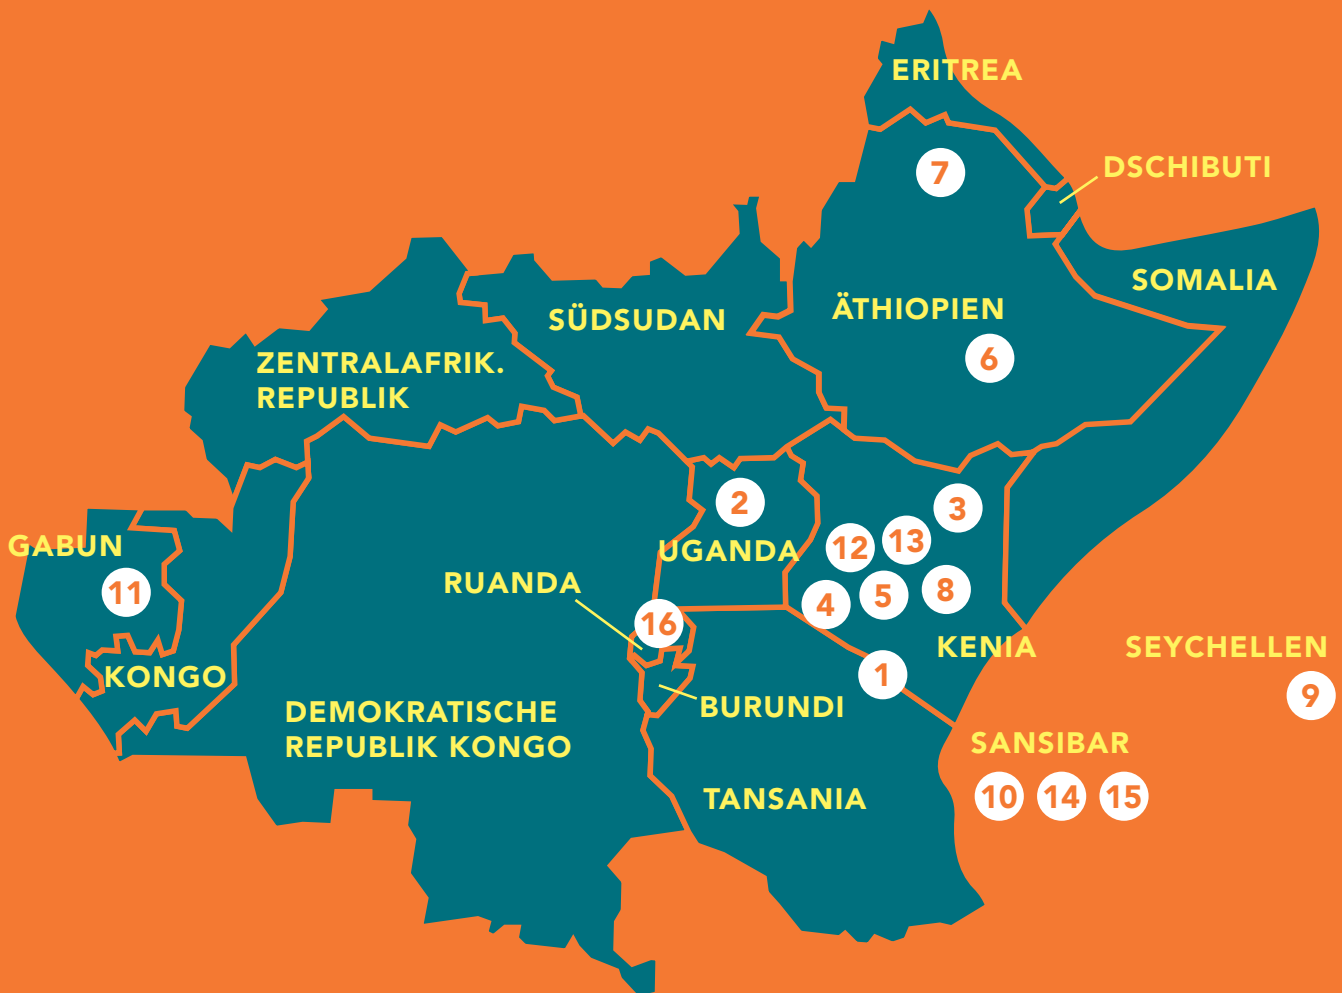 ERITREA
DSCHIBUTI
7
SOMALIA
ÄTHIOPIEN
SÜDSUDAN
6
ZENTRALAFRIK.
REPUBLIK
2
3
GABUN
UGANDA
12
13
11
RUANDA
4
5
8
16
KENIA
SEYCHELLEN
KONGO
1
9
DEMOKRATISCHE
REPUBLIK KONGO
BURUNDI
SANSIBAR
TANSANIA
10 14 15